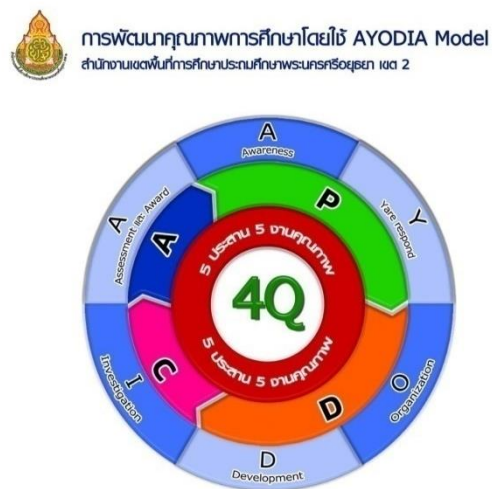 การพัฒนาคุณภาพการศึกษาโดยใช้ AYODIA Model
สำนักงานเขตพื้นที่การศึกษาประถมศึกษาพระนครศรีอยุธยา เขต 2
A
Awareness
Y
Yare respond
O
Organization
D
Development
I
Investigation
A
Assessment และ Award
P
D
C
A
5 ประสาน 5 งานคุณภาพ
4Q
5 ประสาน 5 งานคุณภาพ